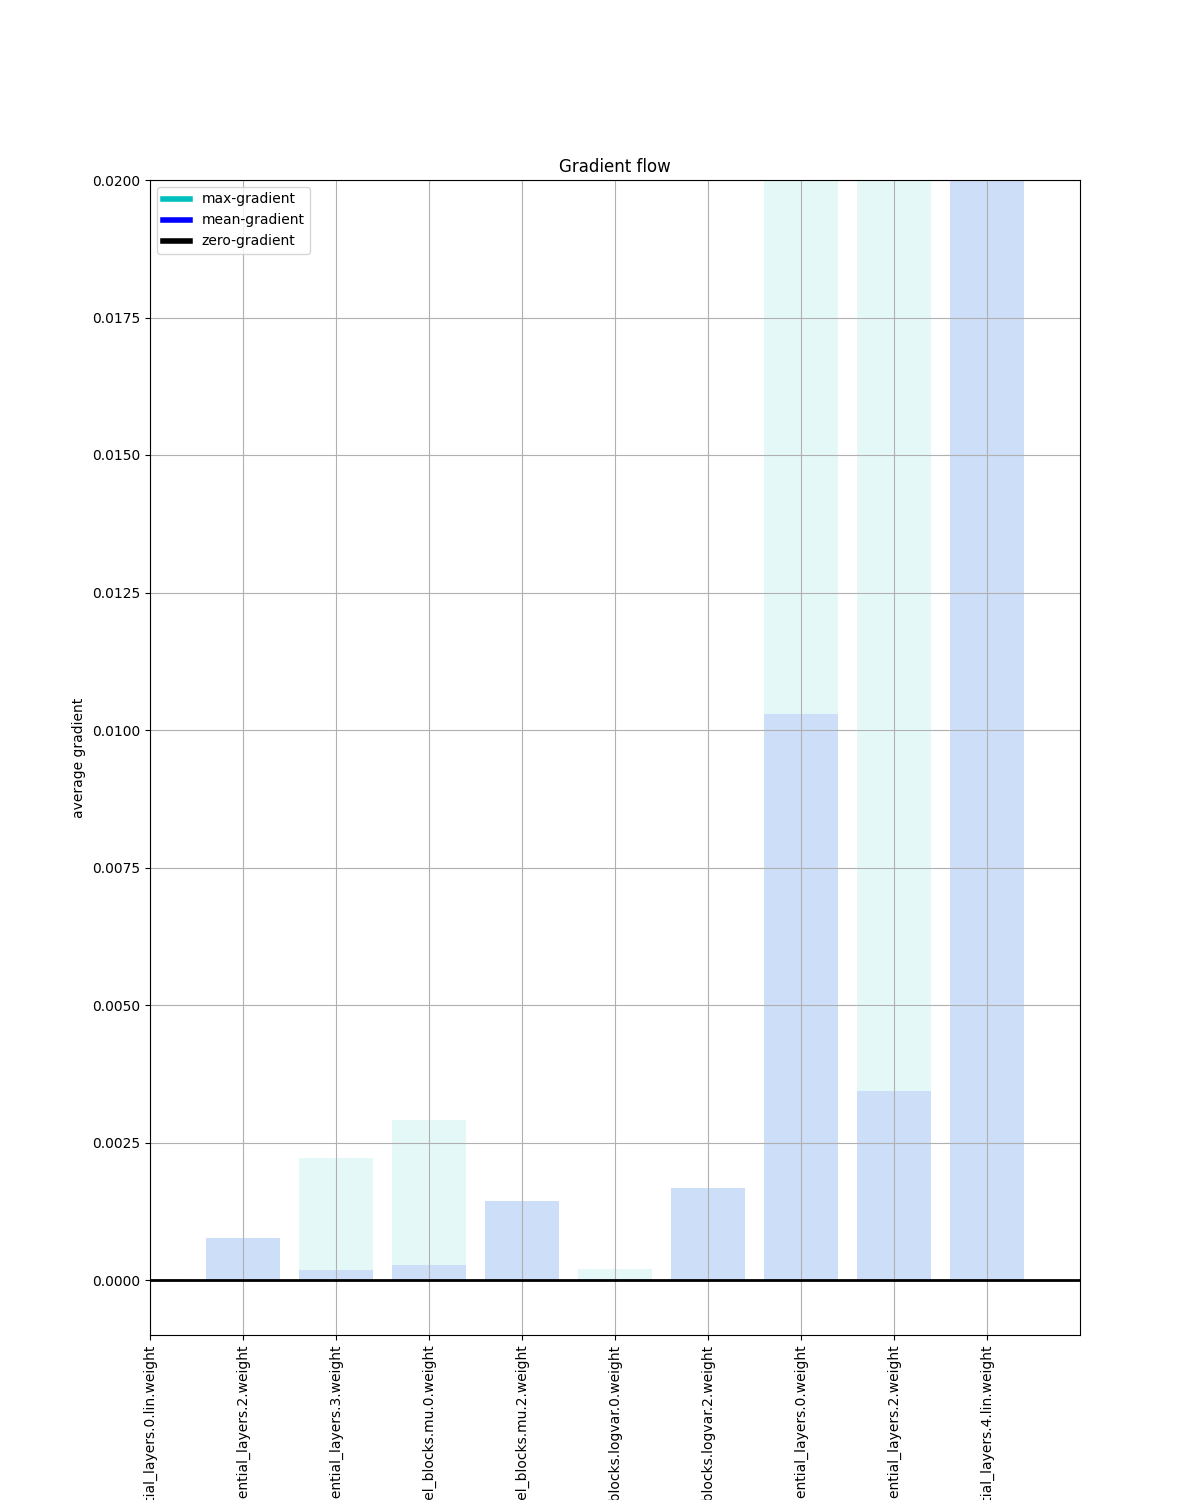 Gradient flow
max-gradient
mean-gradient
zero-gradient
0.0200
0.0175
0.0150
0.0125
0.0100
0.0075
0.0050
0.0025
0.0000
average gradient
tial_layers.0.lin.weight
ential_layers.2.weight
ential_layers.3.weight
el_blocks.mu.0.weight
el_blocks.mu.2.weight
blocks.logvar.0.weight
blocks.logvar.2.weight
ential_layers.0.weight
ential_layers.2.weight
tial_layers.4.lin.weight